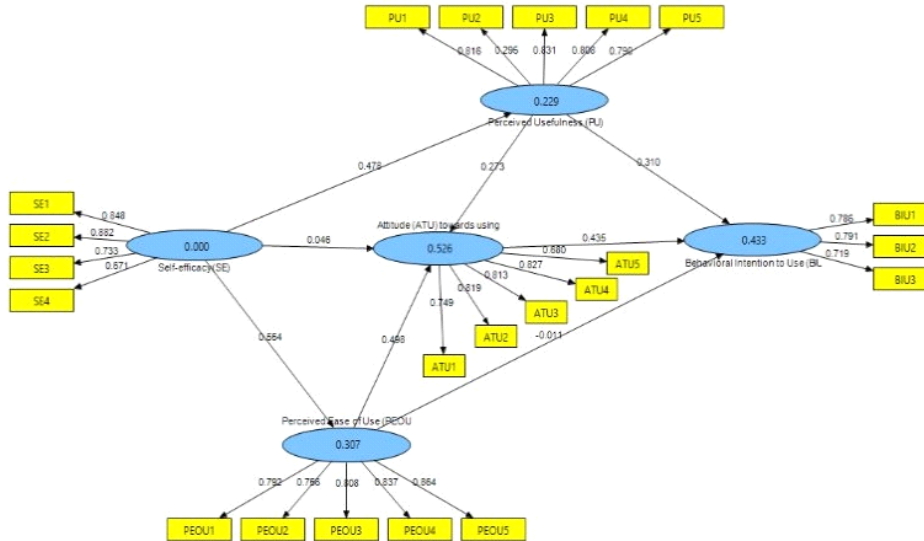 PU1 PU2 PU3 PU4 PU5
0.816 0.295 0.831 0.808
0.229
Perceived Usefulness (PU)
0.478 0.273 0.310
SE1 0.848
SE2 0.882
SE3 0.733
SE4 0.671
0.000
Self-efficacy(SE)
0.046
Attitude (ATU) towards using
0.526
0.435
0.433
Behavioral Intention to Use (BIU
0.786 BIU1
0.791 BIU2
0.719 BIU3
0.680 ATU5
0.827 ATU4
0.813 ATU3
0.819 ATU2
0.749 ATU1
0.554 0.498 -0.011
Perceived Ease of Use (PEOU
0.307
0.792 0.808 0.837 0.864
PEOU1 PEOU2 PEOU3 PEOU4 PEOU5